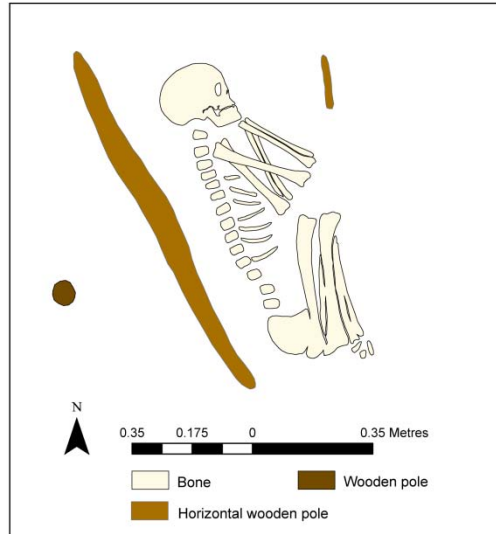 N
0.35 0.175 0 0.35 Metres
Bone Wooden pole
Horizontal wooden pole